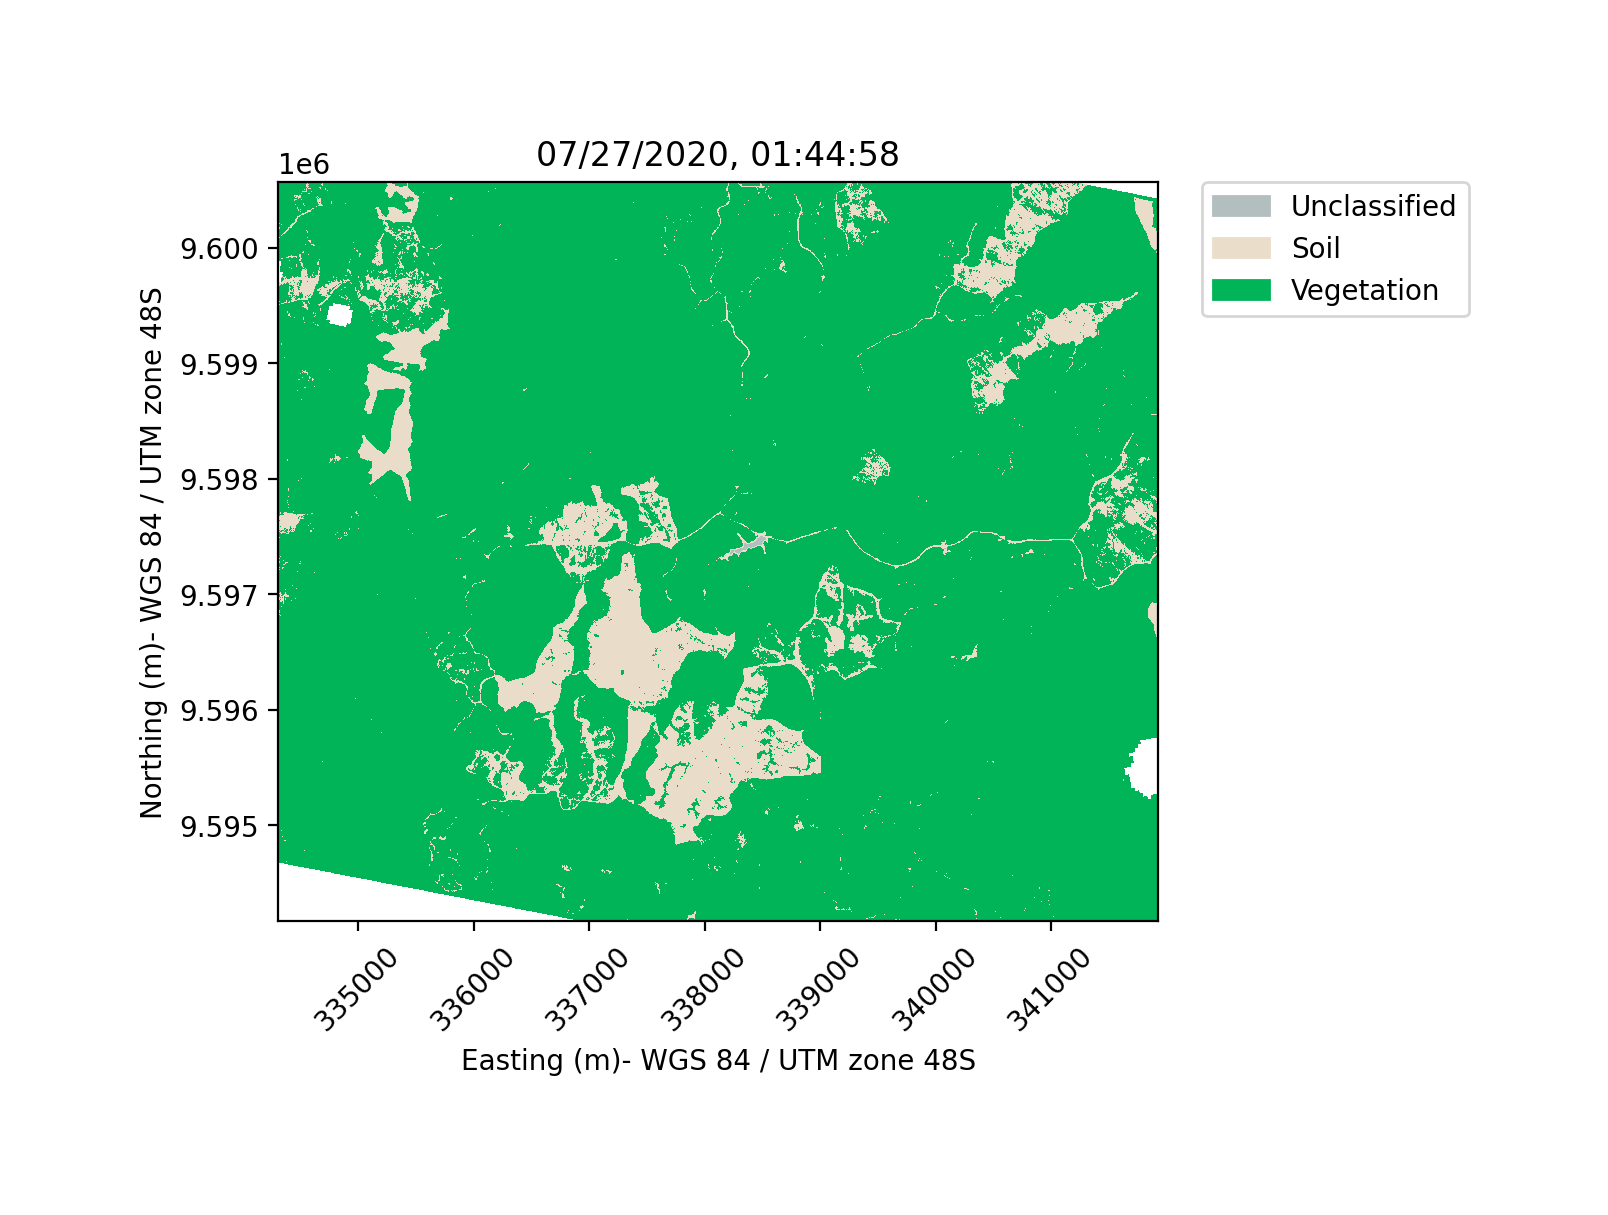 07/27/2020, 01:44:58
1e6
Unclassified
Soil
Vegetation
9.600
9.599
9.598
9.597
9.596
9.595
Northing (m)- WGS 84 / UTM zone 48S
335000
336000
337000
338000
339000
340000
341000
Easting (m)- WGS 84 / UTM zone 48S